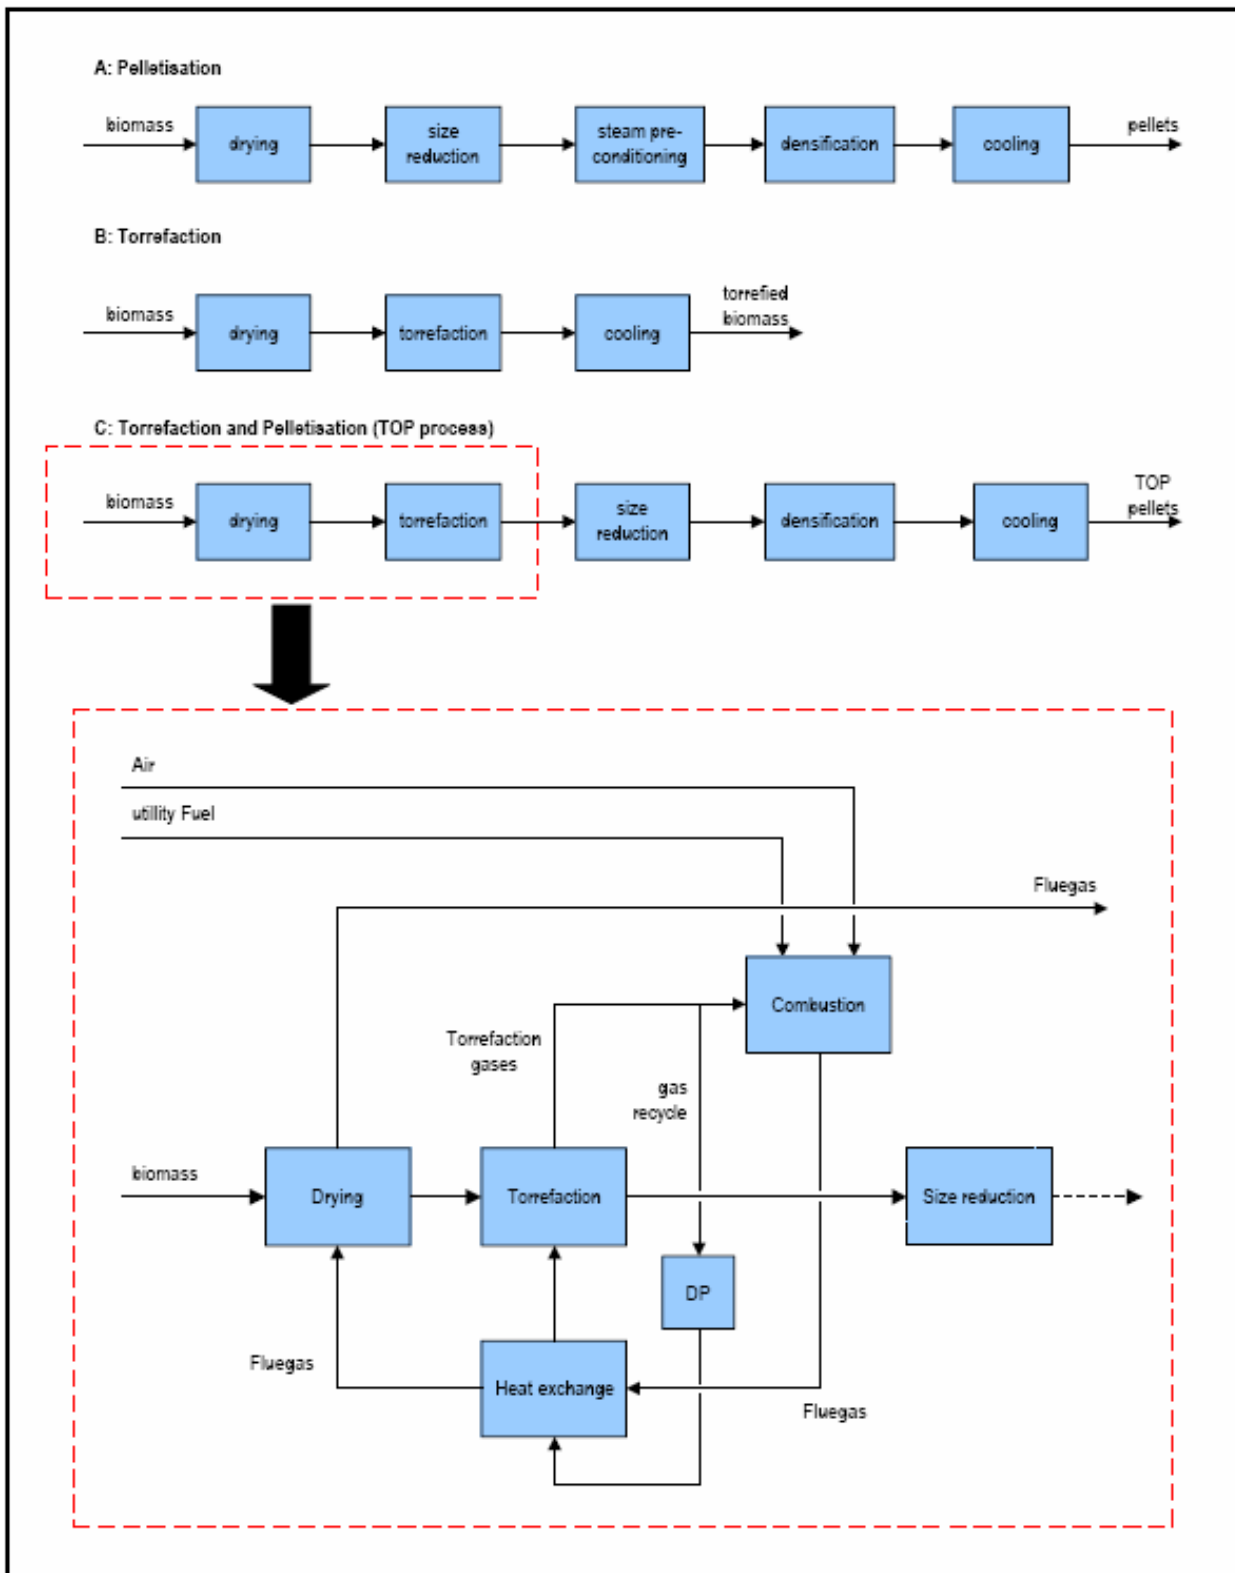 A: Pelletisation
biomass
drying
size
reduction
steam pre-
conditioning
densification
cooling
pellets
B: Torrefaction
biomass
drying
torrefaction
cooling
torrefied
biomass
C: Torrefaction and Pelletisation (TOP process)
biomass
drying
torrefaction
size
reduction
densification
cooling
TOP
pellets
Air
utillity Fuel
Fluegas
Combustion
Torrefaction
gases
gas
recycle
biomass
Drying
Torrefaction
Size reduction
DP
Fluegas
Heat exchange
Fluegas